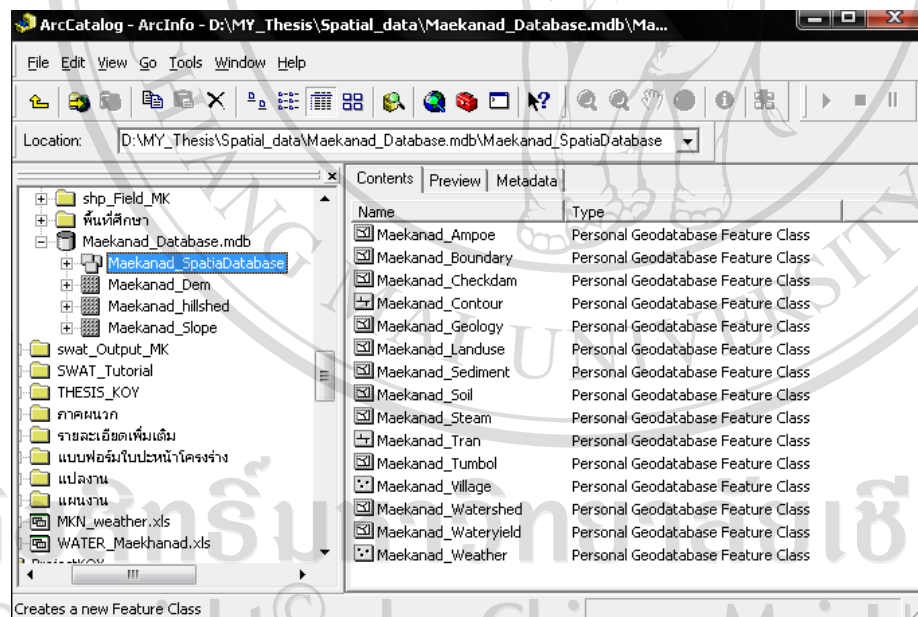 ArcCatalog - ArcInfo - D:\MY_Thesis\Spatial_data\Maekanad_Database.mdb\Ma...
File Edit View Go Tools Window Help
Location: D:\MY_Thesis\Spatial_data\Maekanad_Database.mdb\Maekanad_SpatiaDatabase
shp_Field_MK
พื้นที่ศึกษา
Maekanad_Database.mdb
Maekanad_SpatiaDatabase
Maekanad_Dem
Maekanad_hillshed
Maekanad_Slope
swat_Output_MK
SWAT_Tutorial
THESIS_KOY
ภาคผนวก
รายละเอียดเพิ่มเติม
แบบฟอร์มใบปะหน้าโครงร่าง
แปลงาน
แผนงาน
MKN_weather.xls
WATER_Maekhanad.xls
ProjectKOY
Contents Preview Metadata
Name Type
Maekanad_Ampoe Personal Geodatabase Feature Class
Maekanad_Boundary Personal Geodatabase Feature Class
Maekanad_Checkdam Personal Geodatabase Feature Class
Maekanad_Contour Personal Geodatabase Feature Class
Maekanad_Geology Personal Geodatabase Feature Class
Maekanad_Landuse Personal Geodatabase Feature Class
Maekanad_Sediment Personal Geodatabase Feature Class
Maekanad_Soil Personal Geodatabase Feature Class
Maekanad_Steam Personal Geodatabase Feature Class
Maekanad_Tran Personal Geodatabase Feature Class
Maekanad_Tumbol Personal Geodatabase Feature Class
Maekanad_Village Personal Geodatabase Feature Class
Maekanad_Watershed Personal Geodatabase Feature Class
Maekanad_Wateryield Personal Geodatabase Feature Class
Maekanad_Weather Personal Geodatabase Feature Class
Creates a new Feature Class
CHIANG MAI UNIVERSITY